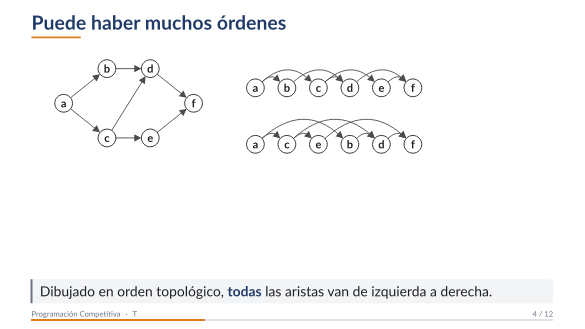 Puede haber muchos órdenes
b d
a f
c e
a b c d e f
a c e b d f
Dibujado en orden topológico, todas las aristas van de izquierda a derecha.
Programación Competitiva · T 4 / 12